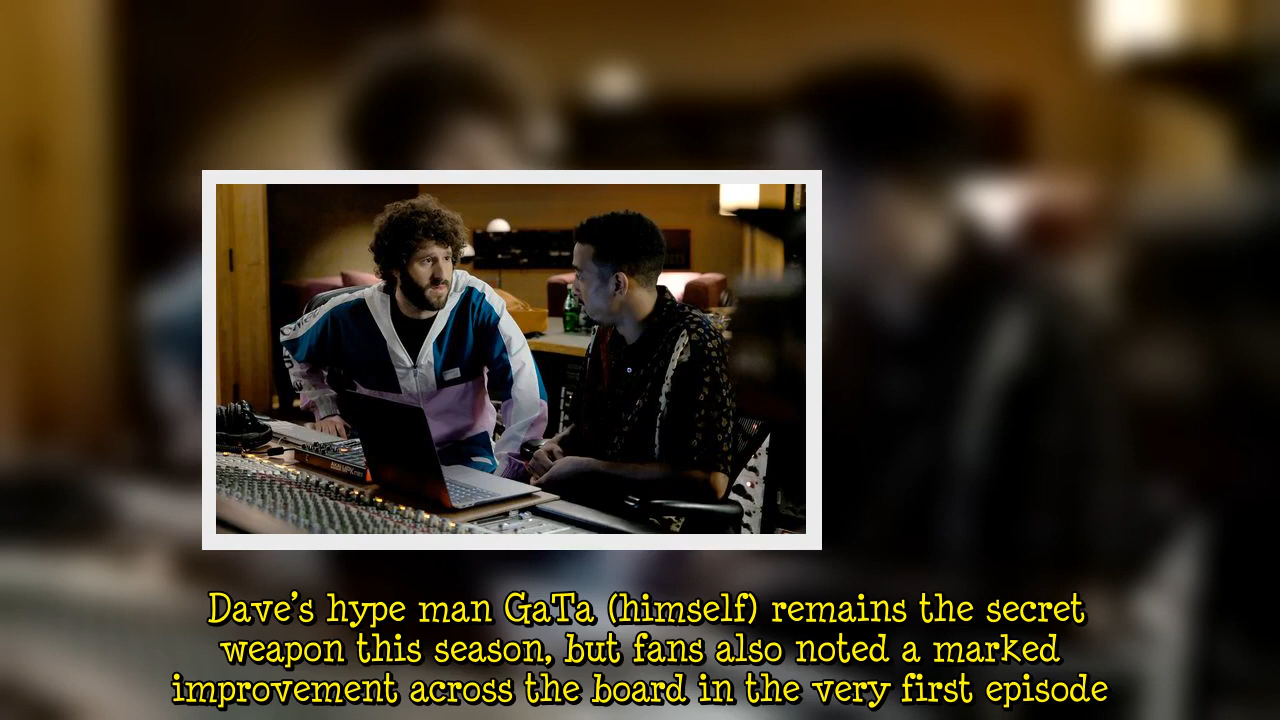 Dave's hype man GaTa (himself) remains the secret
weapon this season, but fans also noted a marked
improvement across the board in the very first episode